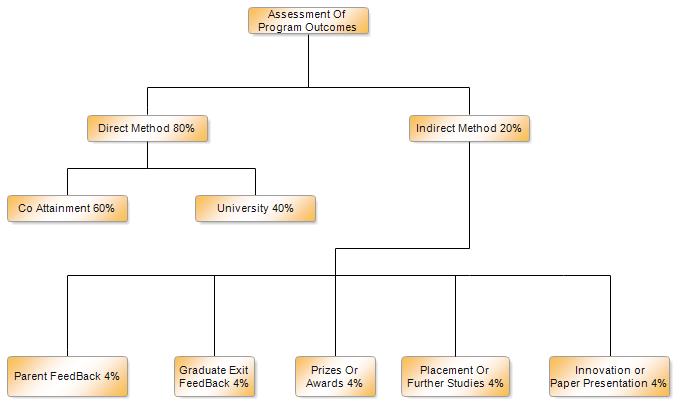 Assessment Of
Program Outcomes
Direct Method 80%
Indirect Method 20%
Co Attainment 60%
University 40%
Parent FeedBack 4%
Graduate Exit
FeedBack 4%
Prizes Or
Awards 4%
Placement Or
Further Studies 4%
Innovation or
Paper Presentation 4%